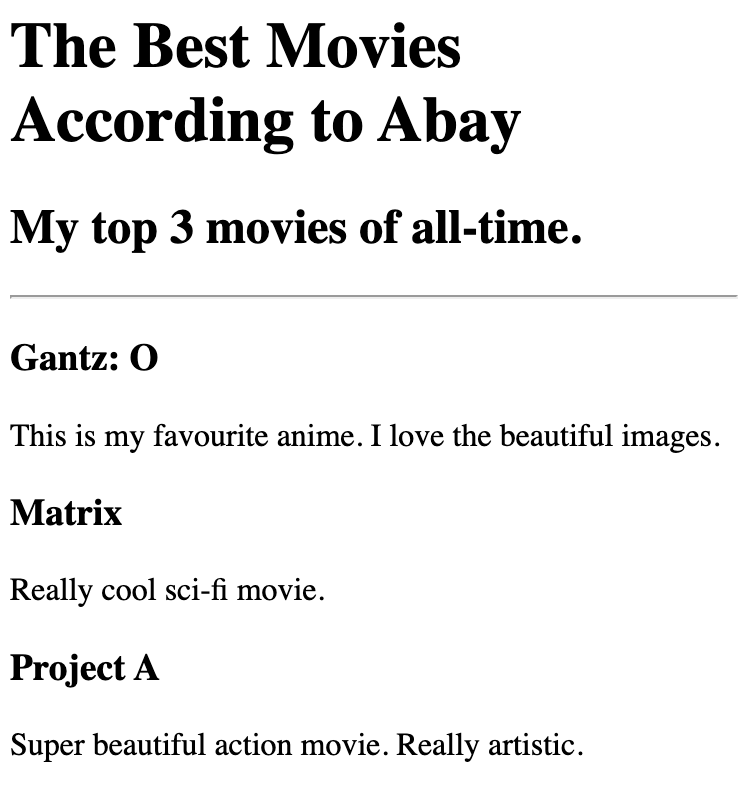 The Best Movies
According to Abay
My top 3 movies of all-time.
Gantz: O
This is my favourite anime. I love the beautiful images.
Matrix
Really cool sci-fi movie.
Project A
Super beautiful action movie. Really artistic.